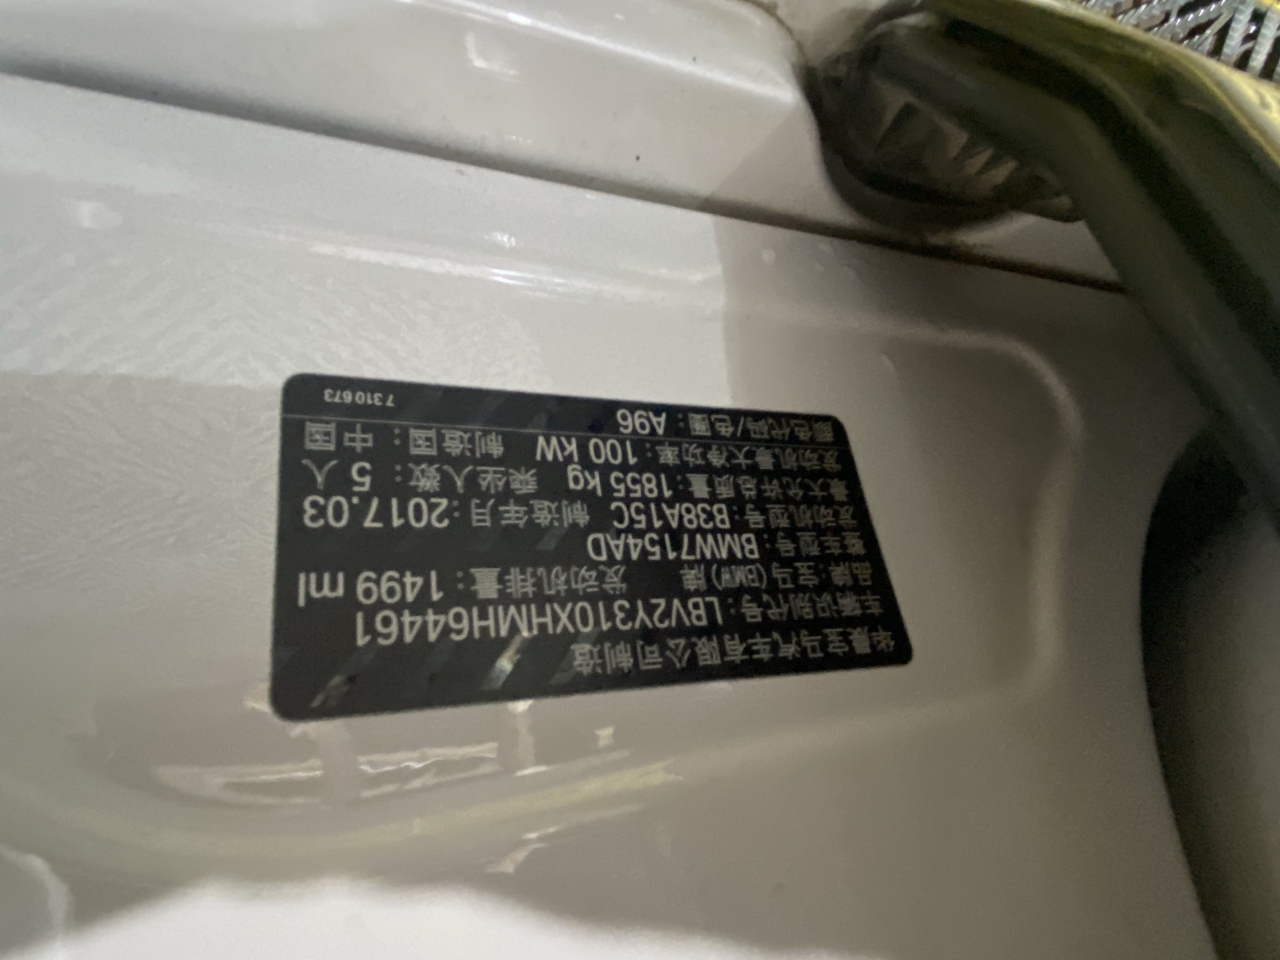 华晨宝马汽车有限公司制造
车辆识别代号：LBV2Y310XHMH64461
品牌：宝马(BMW)牌 发动机排量：1499 ml
整车型号：BMW7154AD
发动机型号：B38A15C 制造年月：2017.03
最大允许总质量：1855 kg 乘坐人数：5 人
发动机最大净功率：100 kW 制造国：中国
颜色代码/色圈：A96
7310673